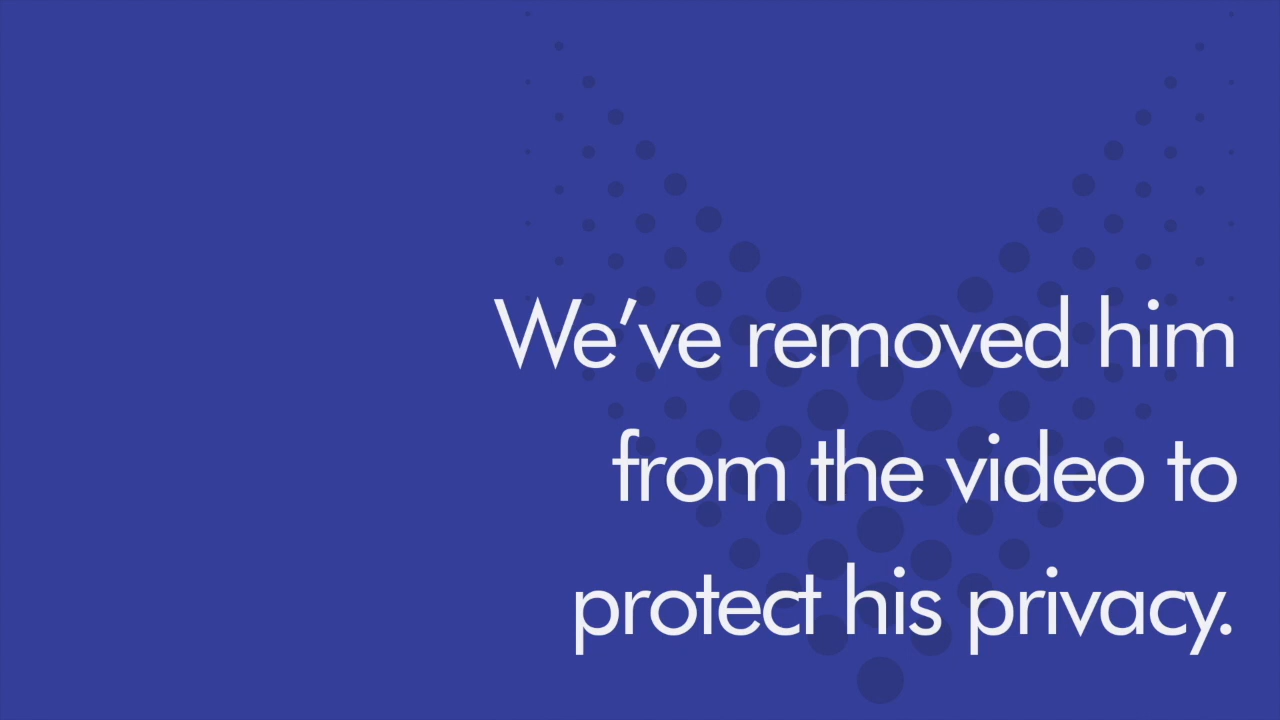 We've removed him
from the video to
protect his privacy.